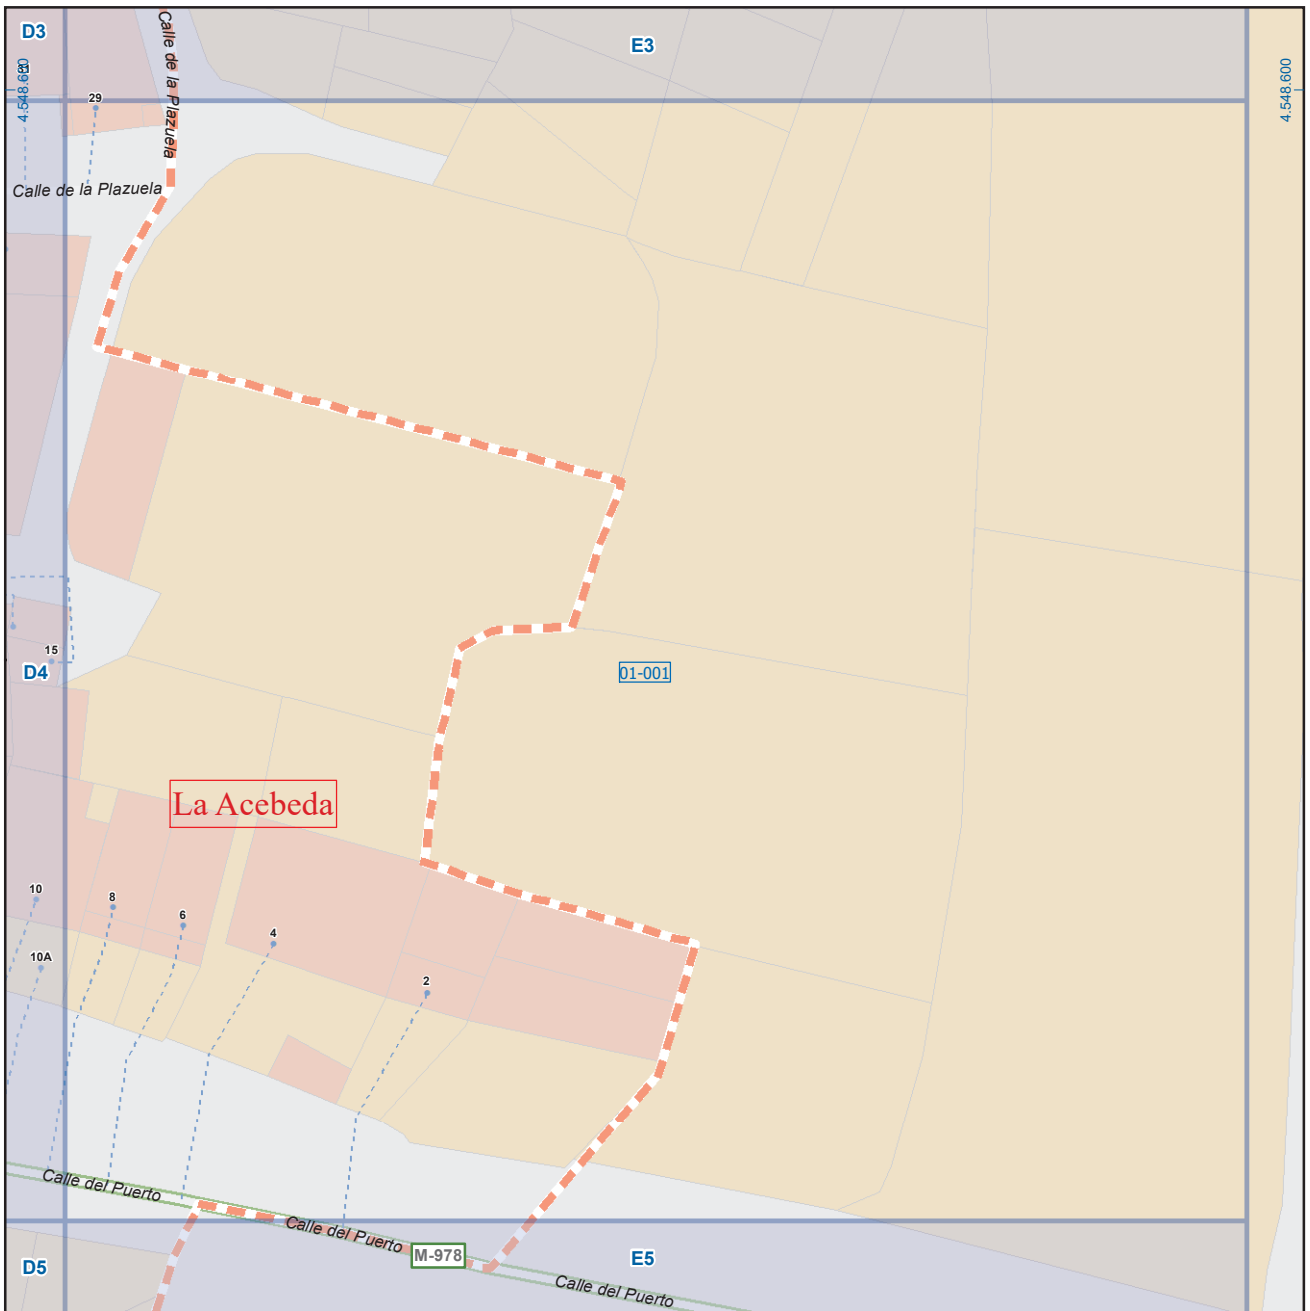 D3
E3
4.548.600
4.548.600
Calle de la Plazuela
29
Calle de la Plazuela
15
D4
01-001
La Acebeda
10
8
6
4
10A
2
Calle del Puerto
Calle del Puerto
M-978
E5
D5
Calle del Puerto